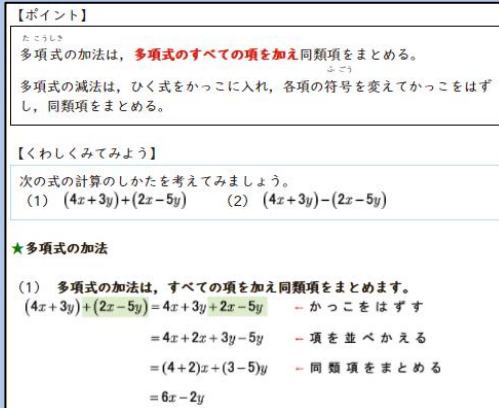 【ポイント】
たこうしき
多項式の加法は，多項式のすべての項を加え同類項をまとめる。
ふごう
多項式の減法は，ひく式をかっこに入れ，各項の符号を変えてかっこをはず
し，同類項をまとめる。
【くわしくみてみよう】
次の式の計算のしかたを考えてみましょう。
(1) (4x+3y)+(2x-5y) (2) (4x+3y)-(2x-5y)
★多項式の加法
(1) 多項式の加法は，すべての項を加え同類項をまとめます。
(4x+3y)+(2x-5y)=4x+3y+2x-5y ←かっこをはずす
=4x+2x+3y-5y ←項を並べかえる
=(4+2)x+(3-5)y ←同類項をまとめる
=6x-2y